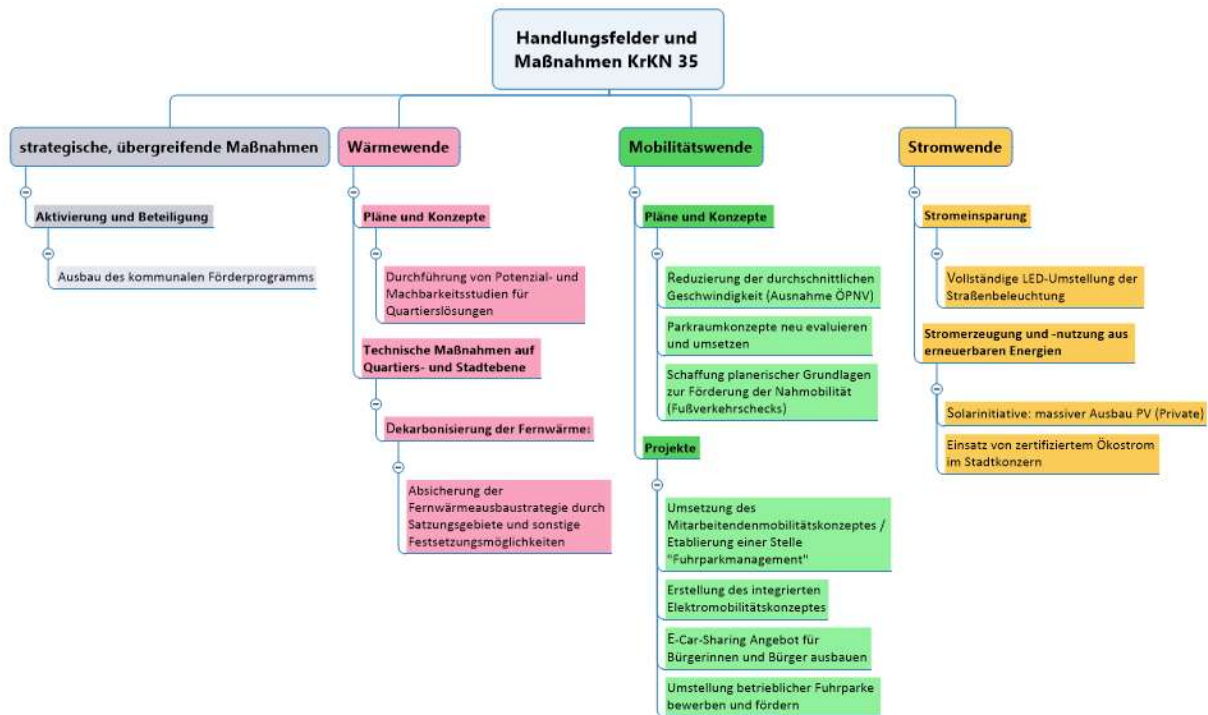 Handlungsfelder und
Maßnahmen KrKN 35
strategische, übergreifende Maßnahmen
Aktivierung und Beteiligung
Ausbau des kommunalen Förderprogramms
Wärmewende
Pläne und Konzepte
Durchführung von Potenzial- und
Machbarkeitsstudien für
Quartierslösungen
Technische Maßnahmen auf
Quartiers- und Stadtebene
Dekarbonisierung der Fernwärme:
Absicherung der
Fernwärmeausbaustrategie durch
Satzungsgebiete und sonstige
Festsetzungsmöglichkeiten
Mobilitätswende
Pläne und Konzepte
Reduzierung der durchschnittlichen
Geschwindigkeit (Ausnahme ÖPNV)
Parkraumkonzepte neu evaluieren
und umsetzen
Schaffung planerischer Grundlagen
zur Förderung der Nahmobilität
(Fußverkehrschecks)
Projekte
Umsetzung des
Mitarbeitendenmobilitätskonzeptes /
Etablierung einer Stelle
"Fuhrparkmanagement"
Erstellung des integrierten
Elektromobilitätskonzeptes
E-Car-Sharing Angebot für
Bürgerinnen und Bürger ausbauen
Umstellung betrieblicher Fuhrparke
bewerben und fördern
Stromwende
Stromeinsparung
Vollständige LED-Umstellung der
Straßenbeleuchtung
Stromerzeugung und -nutzung aus
erneuerbaren Energien
Solarinitiative: massiver Ausbau PV (Private)
Einsatz von zertifiziertem Ökostrom
im Stadtkonzern